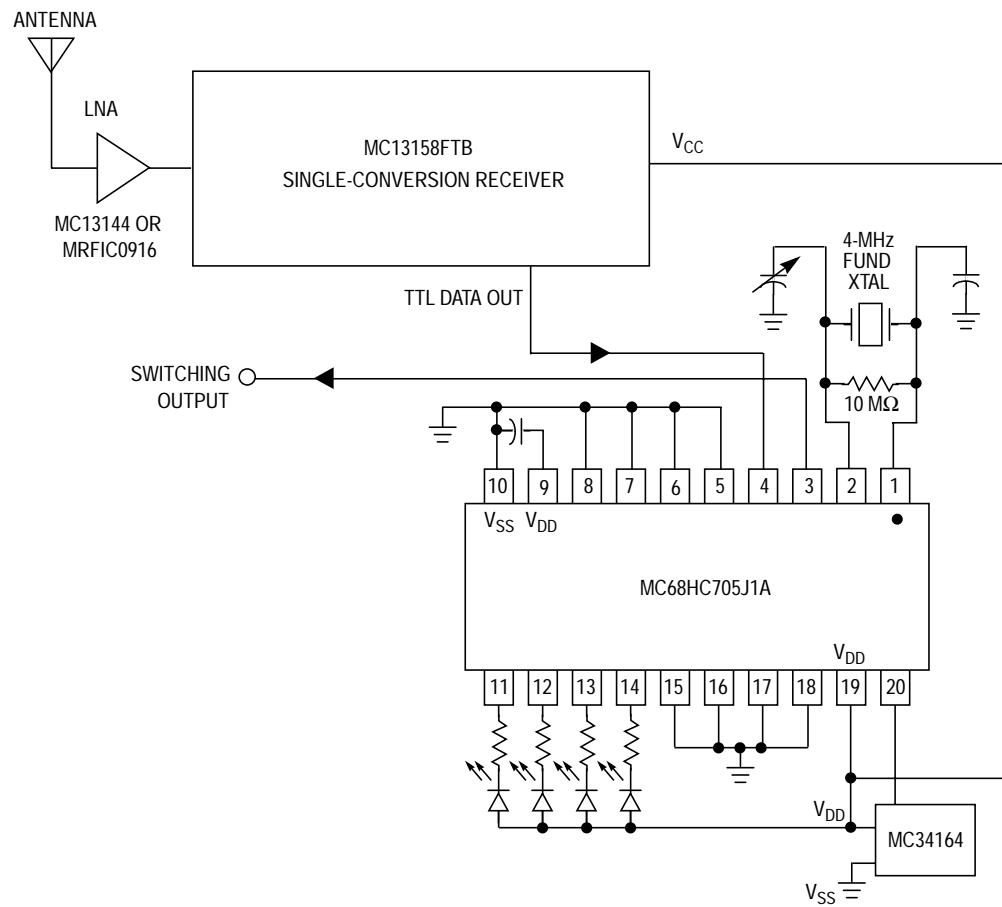 ANTENNA
LNA
MC13144 OR
MRFIC0916
MC13158FTB
SINGLE-CONVERSION RECEIVER
VCC
TTL DATA OUT
4-MHz
FUND
XTAL
10 MΩ
SWITCHING
OUTPUT
10 9 8 7 6 5 4 3 2 1
VSS VDD
MC68HC705J1A
VDD
11 12 13 14 15 16 17 18 19 20
VDD
MC34164
VSS